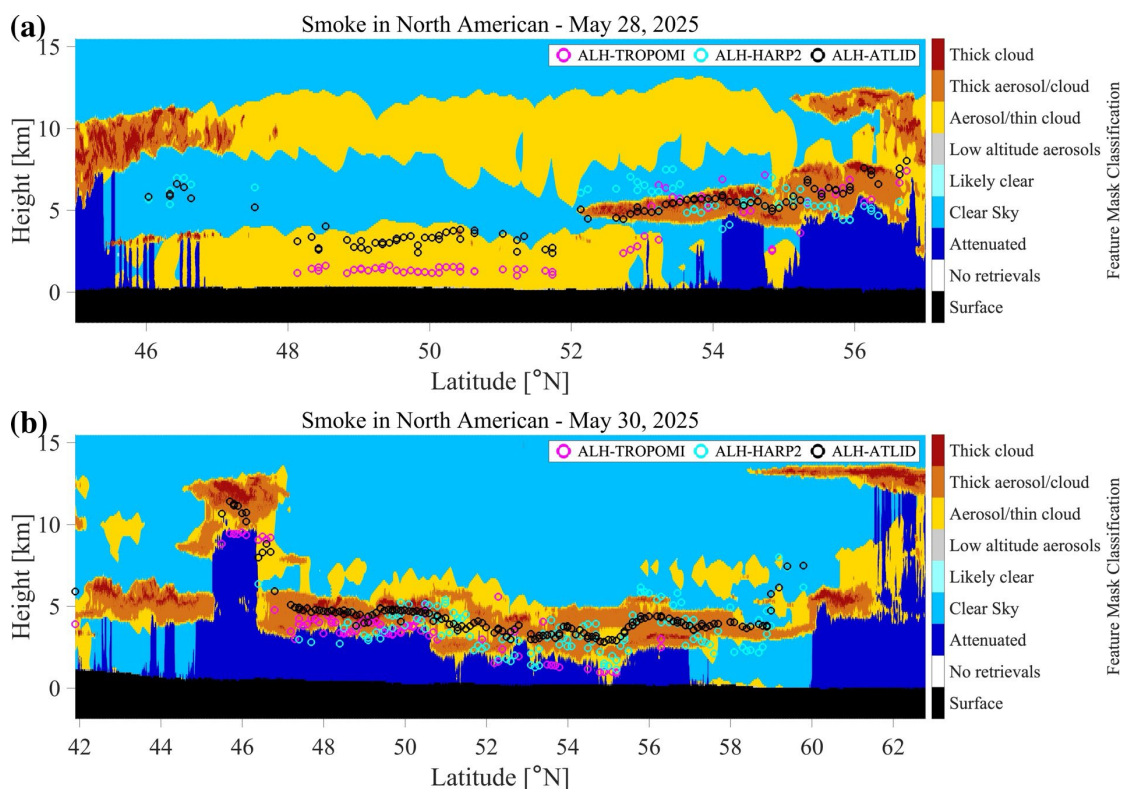 (a)
Smoke in North American - May 28, 2025
ALH-TROPOMI ALH-HARP2 ALH-ATLID
15
10
5
0
Height [km]
46 48 50 52 54 56
Latitude [°N]
Thick cloud
Thick aerosol/cloud
Aerosol/thin cloud
Low altitude aerosols
Likely clear
Clear Sky
Attenuated
No retrievals
Surface
Feature Mask Classification
(b)
Smoke in North American - May 30, 2025
ALH-TROPOMI ALH-HARP2 ALH-ATLID
15
10
5
0
Height [km]
42 44 46 48 50 52 54 56 58 60 62
Latitude [°N]
Thick cloud
Thick aerosol/cloud
Aerosol/thin cloud
Low altitude aerosols
Likely clear
Clear Sky
Attenuated
No retrievals
Surface
Feature Mask Classification